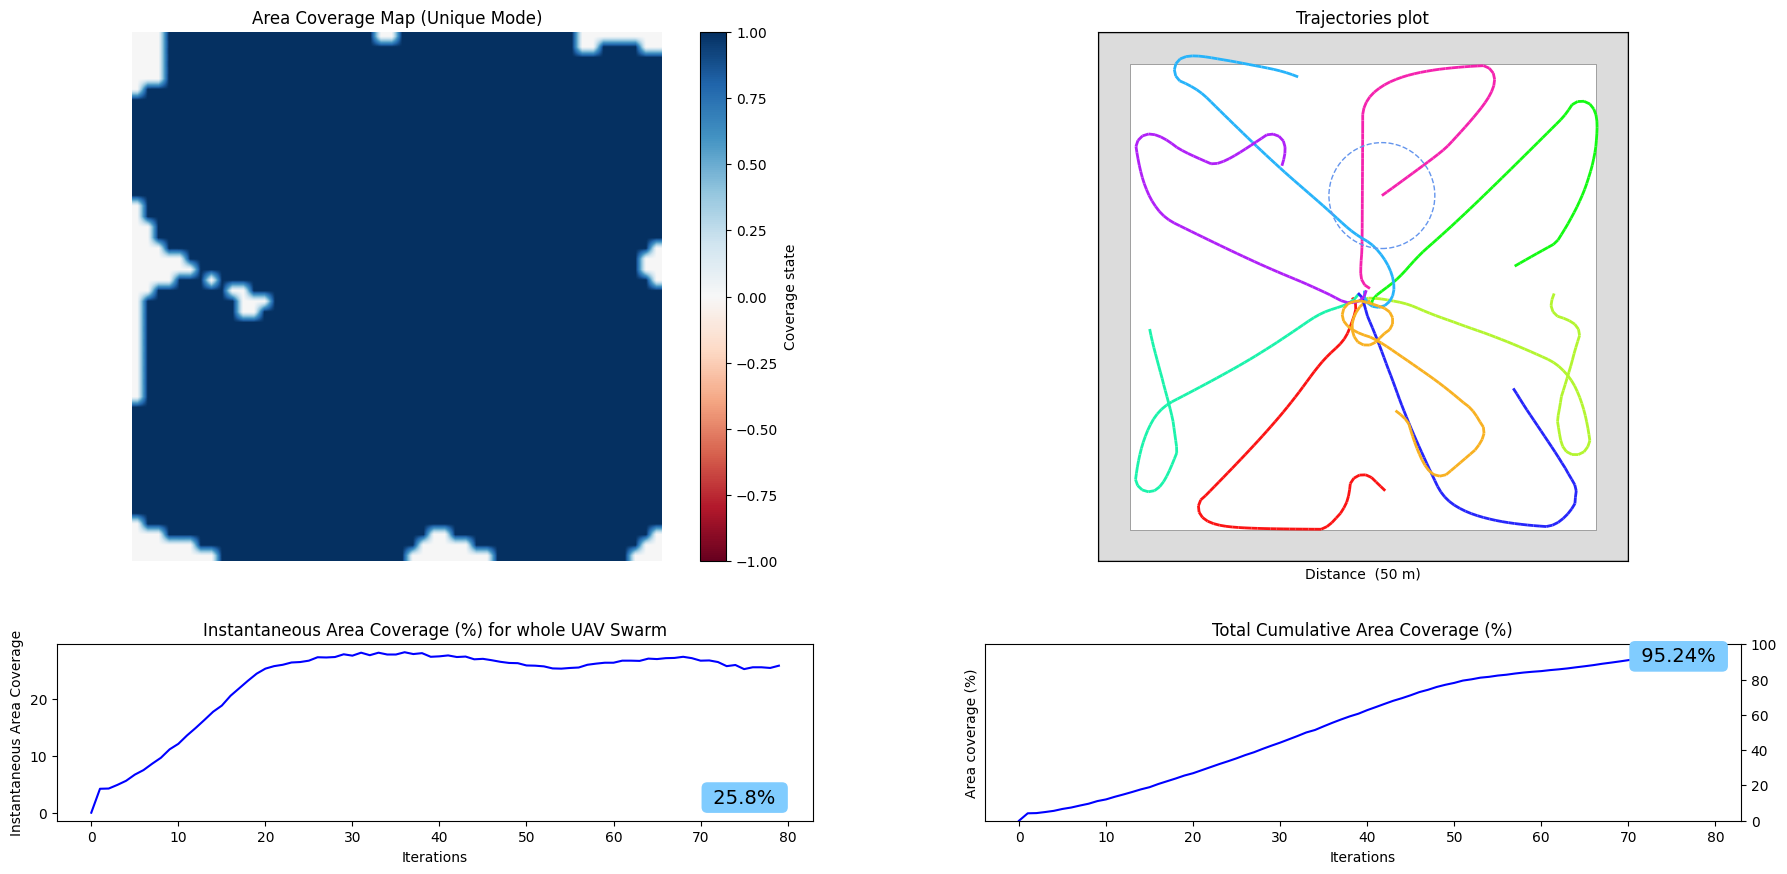 Area Coverage Map (Unique Mode)
1.00
0.75
0.50
0.25
0.00
−0.25
−0.50
−0.75
−1.00
Coverage state
Trajectories plot
Distance  (50 m)
Instantaneous Area Coverage (%) for whole UAV Swarm
Instantaneous Area Coverage
20
10
0
25.8%
0 10 20 30 40 50 60 70 80
Iterations
Total Cumulative Area Coverage (%)
Area coverage (%)
95.24%
100
80
60
40
20
0
0 10 20 30 40 50 60 70 80
Iterations